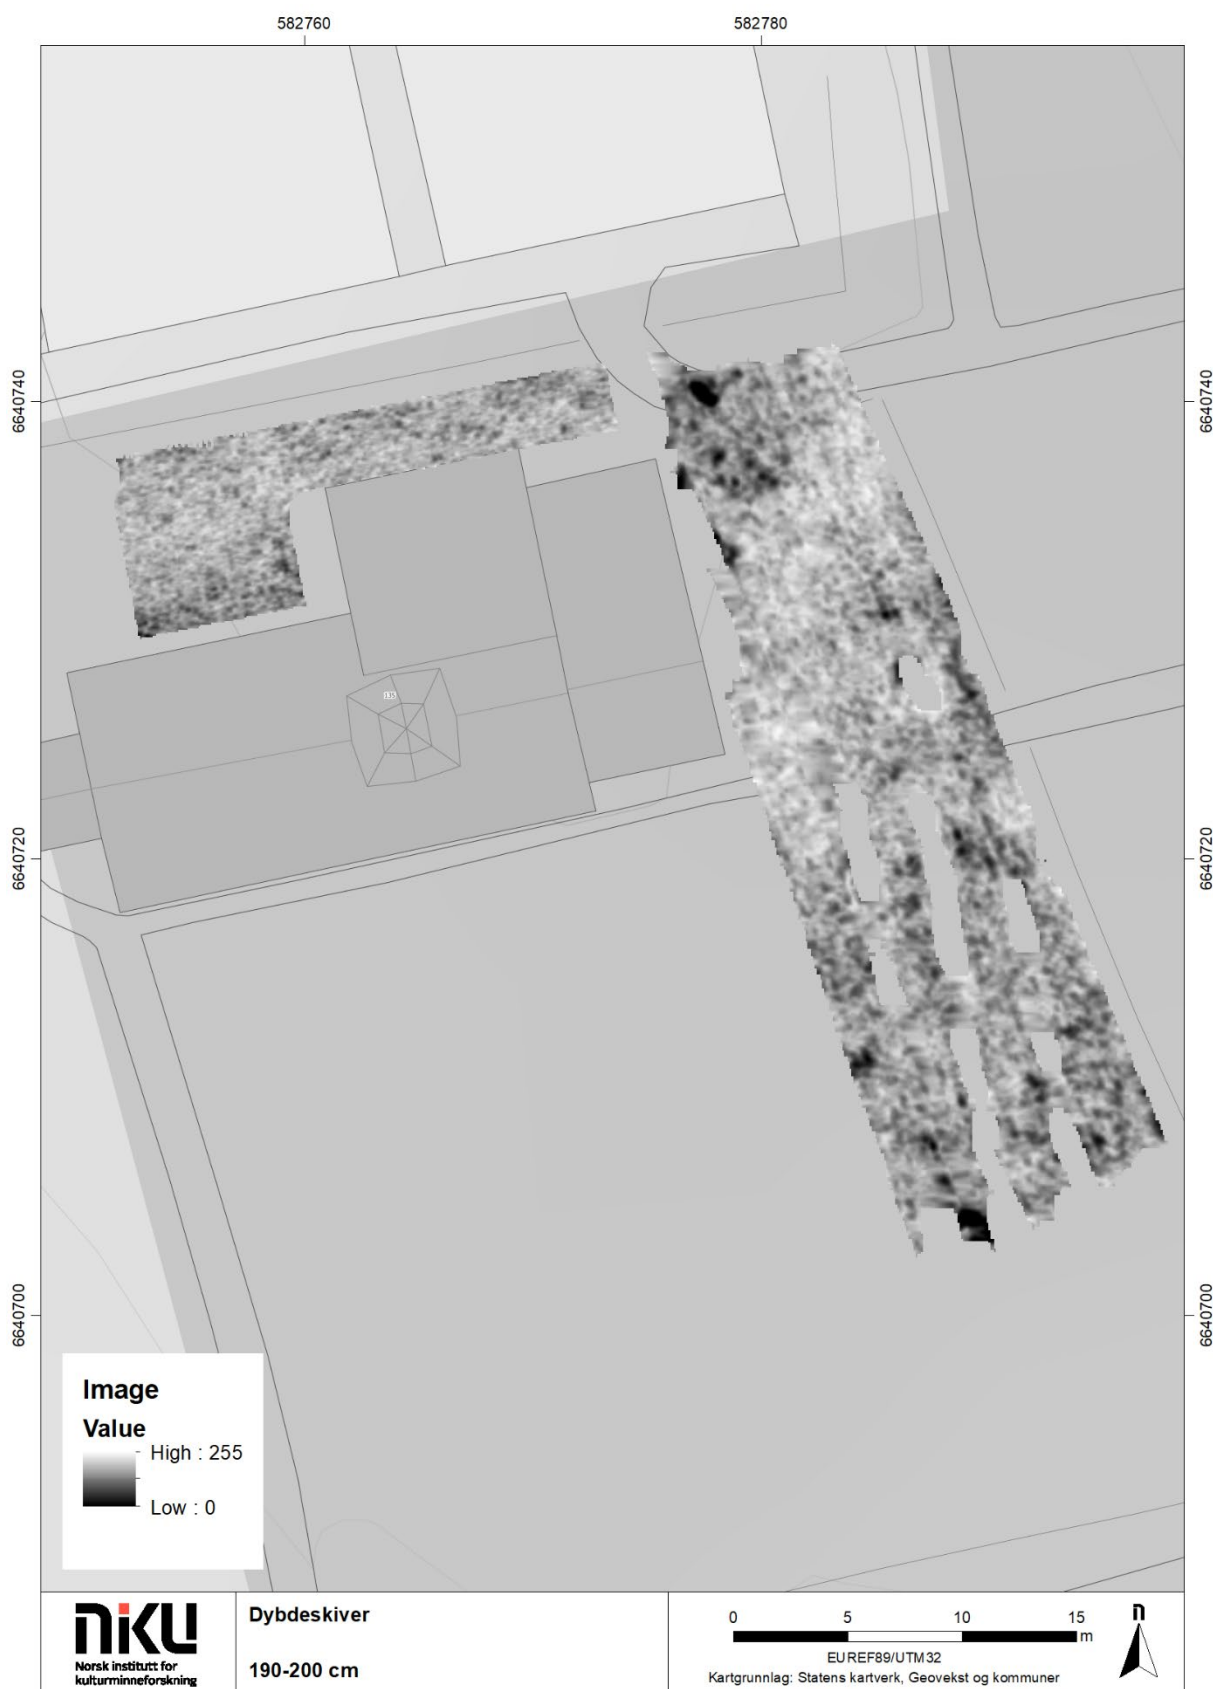 582760
582780
6640740
6640740
135
6640720
6640720
6640700
6640700
Image
Value
High : 255
Low : 0
niku
Norsk institutt for
kulturminneforskning
Dybdeskiver
190-200 cm
0 5 10 15
m
EUREF89/UTM32
Kartgrunnlag: Statens kartverk, Geovekst og kommuner
n